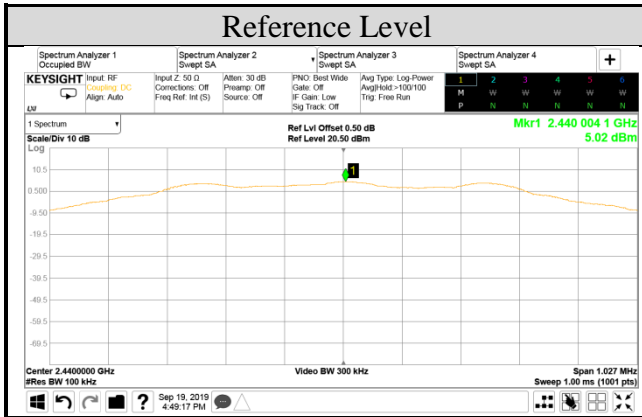 Reference Level
Spectrum Analyzer 1
Occupied BW
Spectrum Analyzer 2
Swept SA
Spectrum Analyzer 3
Swept SA
Spectrum Analyzer 4
Swept SA
+
KEYSIGHT
Input: RF
Coupling: DC
Align: Auto
Input Z: 50 Ω
Corrections: Off
Freq Ref: Int (S)
Atten: 30 dB
Preamp: Off
Source: Off
PNO: Best Wide
Gate: Off
IF Gain: Low
Sig Track: Off
Avg Type: Log-Power
Avg|Hold:>100/100
Trig: Free Run
1 2 3 4 5 6
M W W W W W
P N N N N N
LXI
1 Spectrum
Scale/Div 10 dB
Ref Lvl Offset 0.50 dB
Ref Level 20.50 dBm
Mkr1 2.440 004 1 GHz
5.02 dBm
Log
1
10.5
0.500
-9.50
-19.5
-29.5
-39.5
-49.5
-59.5
-69.5
Center 2.4400000 GHz
#Res BW 100 kHz
Video BW 300 kHz
Span 1.027 MHz
Sweep 1.00 ms (1001 pts)
?
Sep 19, 2019
4:49:17 PM